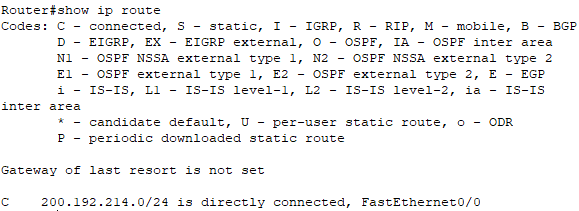 Router#show ip route
Codes: C - connected, S - static, I - IGRP, R - RIP, M - mobile, B - BGP
D - EIGRP, EX - EIGRP external, O - OSPF, IA - OSPF inter area
N1 - OSPF NSSA external type 1, N2 - OSPF NSSA external type 2
E1 - OSPF external type 1, E2 - OSPF external type 2, E - EGP
i - IS-IS, L1 - IS-IS level-1, L2 - IS-IS level-2, ia - IS-IS
inter area
* - candidate default, U - per-user static route, o - ODR
P - periodic downloaded static route
Gateway of last resort is not set
C 200.192.214.0/24 is directly connected, FastEthernet0/0